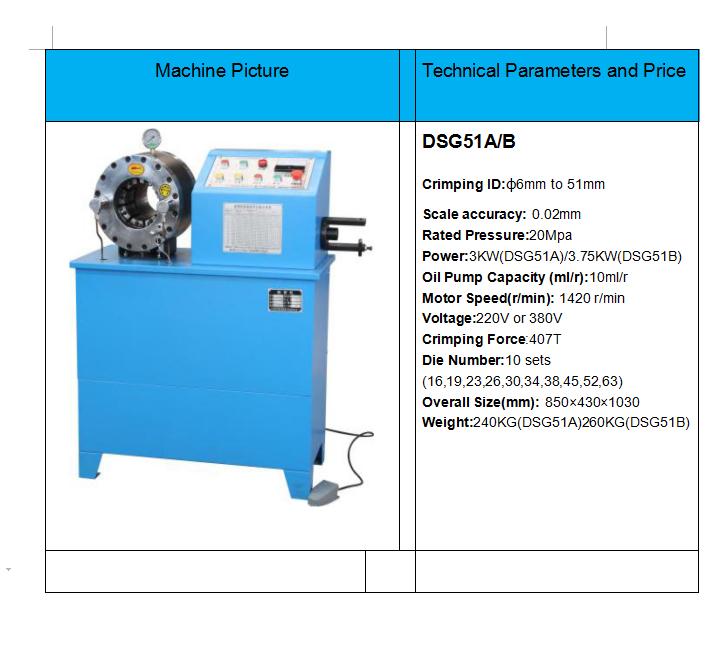 Machine Picture
Technical Parameters and Price
DSG51A/B
Crimping ID:ф6mm to 51mm
Scale accuracy: 0.02mm
Rated Pressure:20Mpa
Power:3KW(DSG51A)/3.75KW(DSG51B)
Oil Pump Capacity (ml/r):10ml/r
Motor Speed(r/min): 1420 r/min
Voltage:220V or 380V
Crimping Force:407T
Die Number:10 sets
(16,19,23,26,30,34,38,45,52,63)
Overall Size(mm): 850×430×1030
Weight:240KG(DSG51A)260KG(DSG51B)